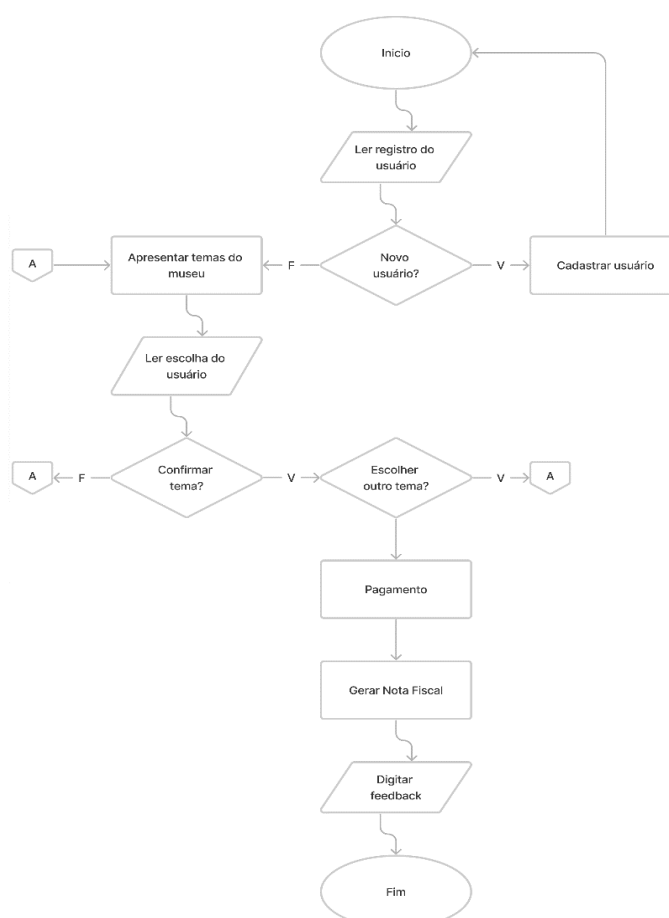 Inicio
Ler registro do
usuário
A
Apresentar temas do
museu
F
Novo
usuário?
V
Cadastrar usuário
Ler escolha do
usuário
A
F
Confirmar
tema?
V
Escolher
outro tema?
V
A
Pagamento
Gerar Nota Fiscal
Digitar
feedback
Fim